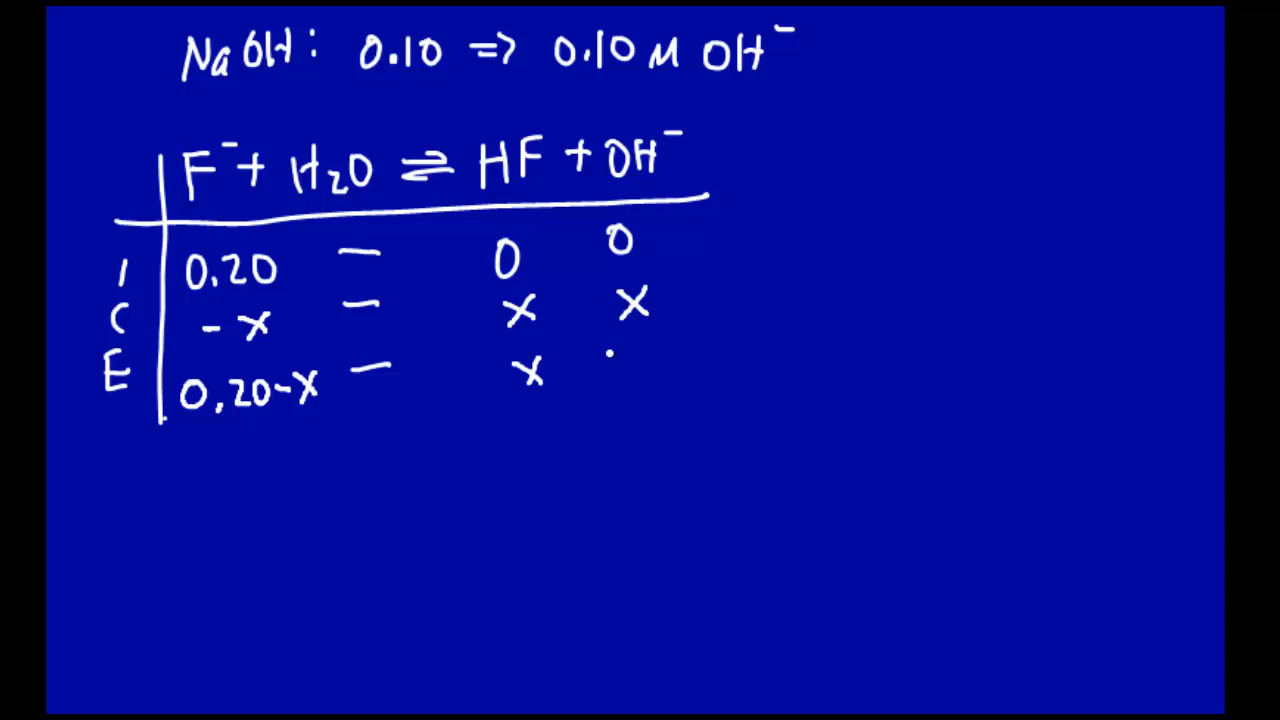 NaOH: 0.10 => 0.10 M OH⁻
F⁻ + H₂O ⇌ HF + OH⁻
I 0.20 – 0 0
C - x – x x
E 0.20-x – x .